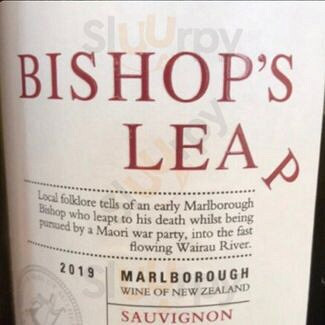 BISHOP'S
LEAP
Local folklore tells of an early Marlborough
Bishop who leapt to his death whilst being
pursued by a Maori war party, into the fast
flowing Wairau River.
2019
MARLBOROUGH
WINE OF NEW ZEALAND
SAUVIGNON